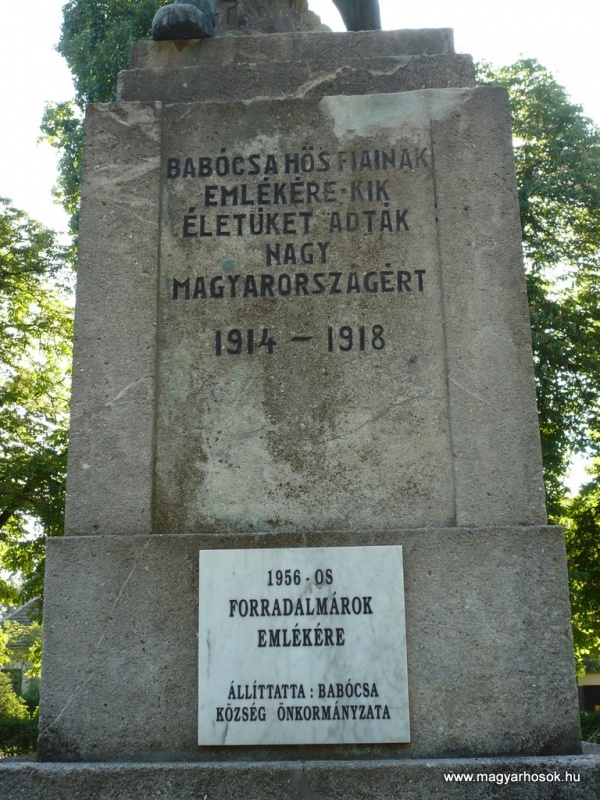 BABÓCSA HŐS FIAINAK
EMLÉKÉRE-KIK
ÉLETÜKET ADTÁK
NAGY
MAGYARORSZÁGÉRT
1914 – 1918
1956 - OS
FORRADALMÁROK
EMLÉKÉRE
ÁLLÍTTATTA : BABÓCSA
KÖZSÉG ÖNKORMÁNYZATA
www.magyarhosok.hu